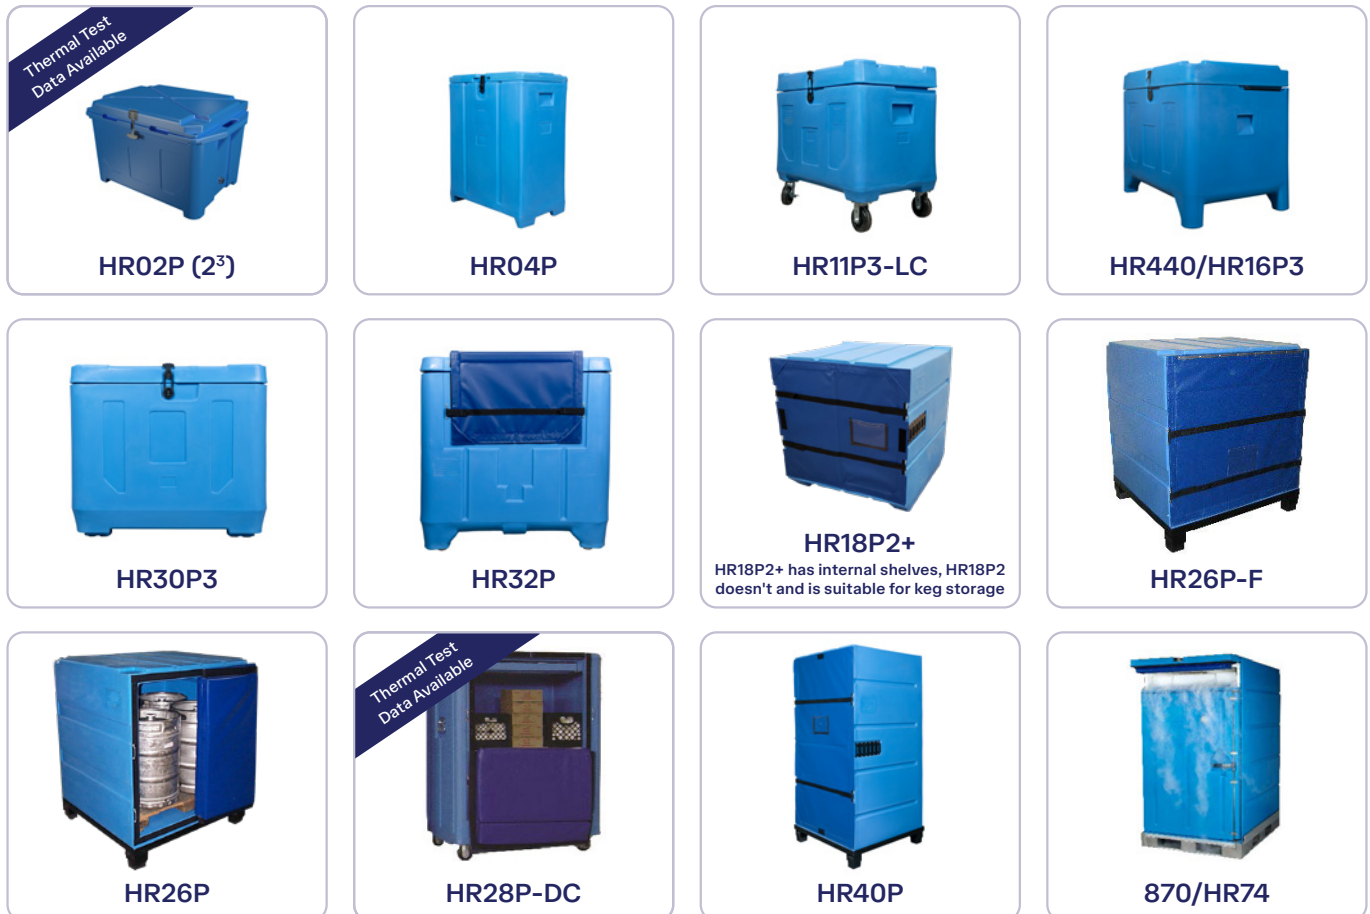 Thermal Test
Data Available
HR02P (2³)
HR04P
HR11P3-LC
HR440/HR16P3
HR30P3
HR32P
HR18P2+
HR18P2+ has internal shelves, HR18P2
doesn't and is suitable for keg storage
HR26P-F
HR26P
Thermal Test
Data Available
HR28P-DC
HR40P
870/HR74